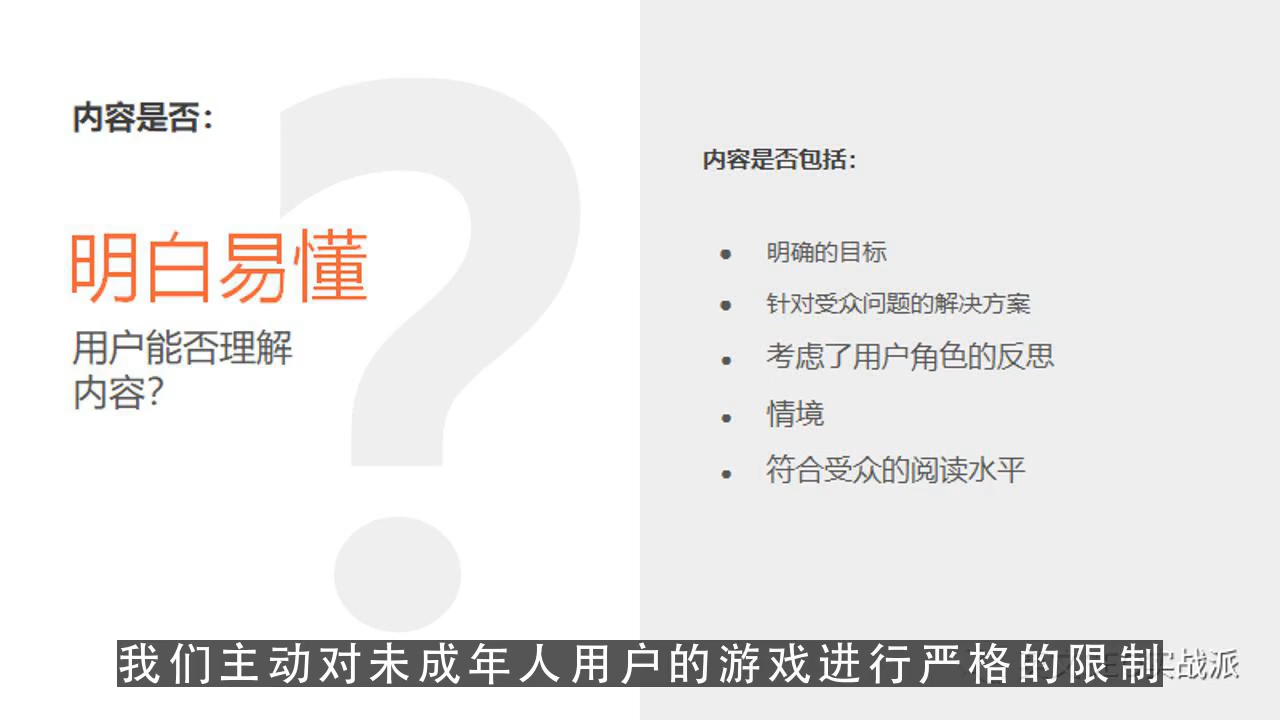 内容是否：
明白易懂
用户能否理解
内容？
内容是否包括：
● 明确的目标
● 针对受众问题的解决方案
● 考虑了用户角色的反思
● 情境
● 符合受众的阅读水平
我们主动对未成年人用户的游戏进行严格的限制
实战派